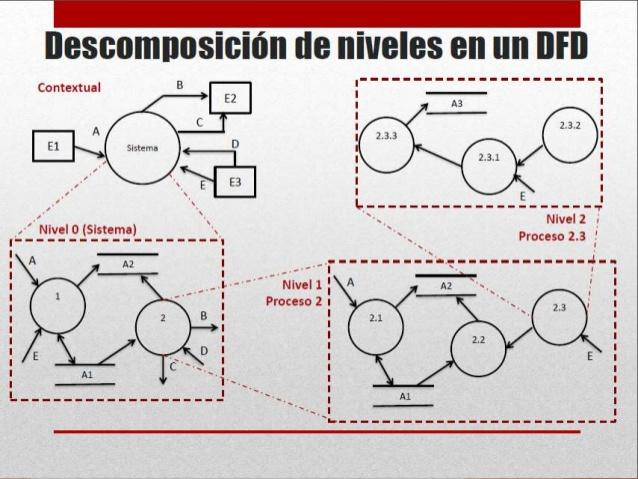 Descomposición de niveles en un DFD
Contextual
B
E2
A
C
E1
Sistema
D
E
E3
A3
2.3.3
2.3.2
2.3.1
E
Nivel 2
Proceso 2.3
Nivel 0 (Sistema)
A
A2
1
2
B
E
D
C
A1
Nivel 1
Proceso 2
A
A2
2.1
2.3
2.2
E
A1